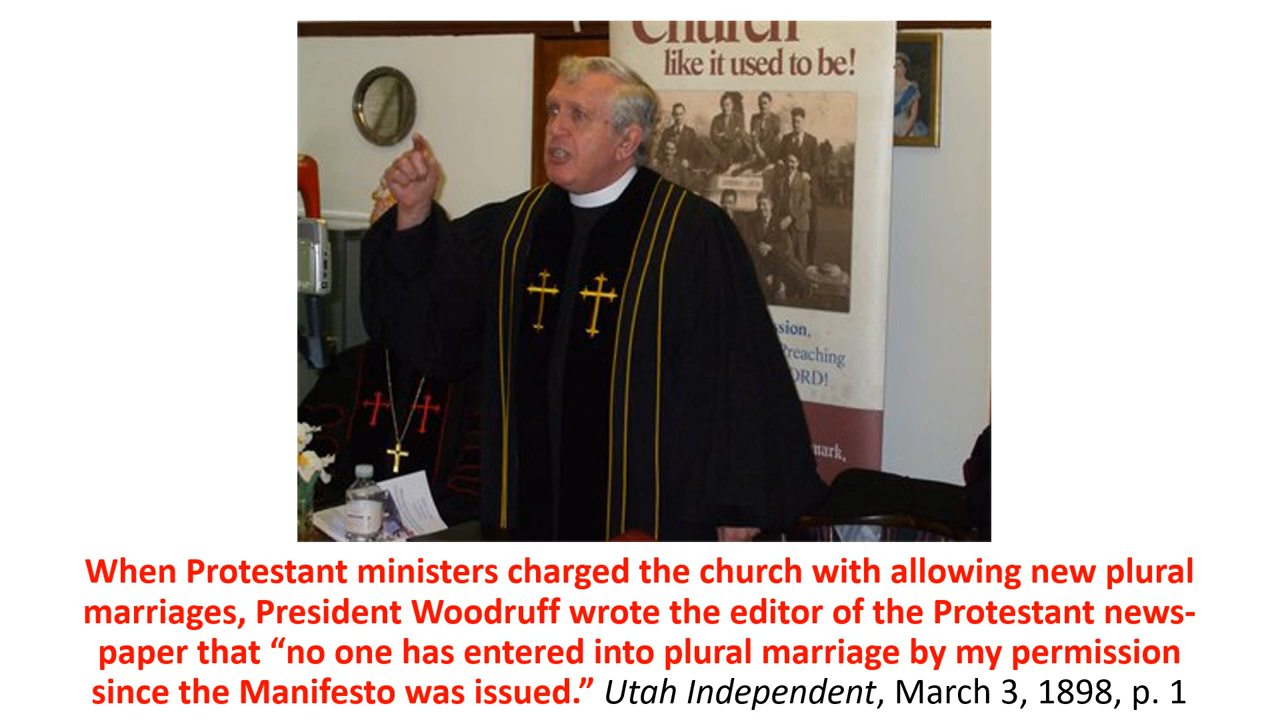 Church
like it used to be!
sion,
Preaching
ORD!
mark,
When Protestant ministers charged the church with allowing new plural
marriages, President Woodruff wrote the editor of the Protestant news-
paper that “no one has entered into plural marriage by my permission
since the Manifesto was issued.” Utah Independent, March 3, 1898, p. 1